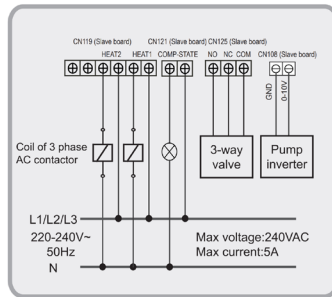 CN119 (Slave board) CN121 (Slave board) CN125 (Slave board)
HEAT2 HEAT1 COMP-STATE NO NC COM CN108 (Slave board)
GND
0-10V
Coil of 3 phase
AC contactor
3-way
valve
Pump
inverter
L1/L2/L3
220-240V~
50Hz
N
Max voltage:240VAC
Max current:5A